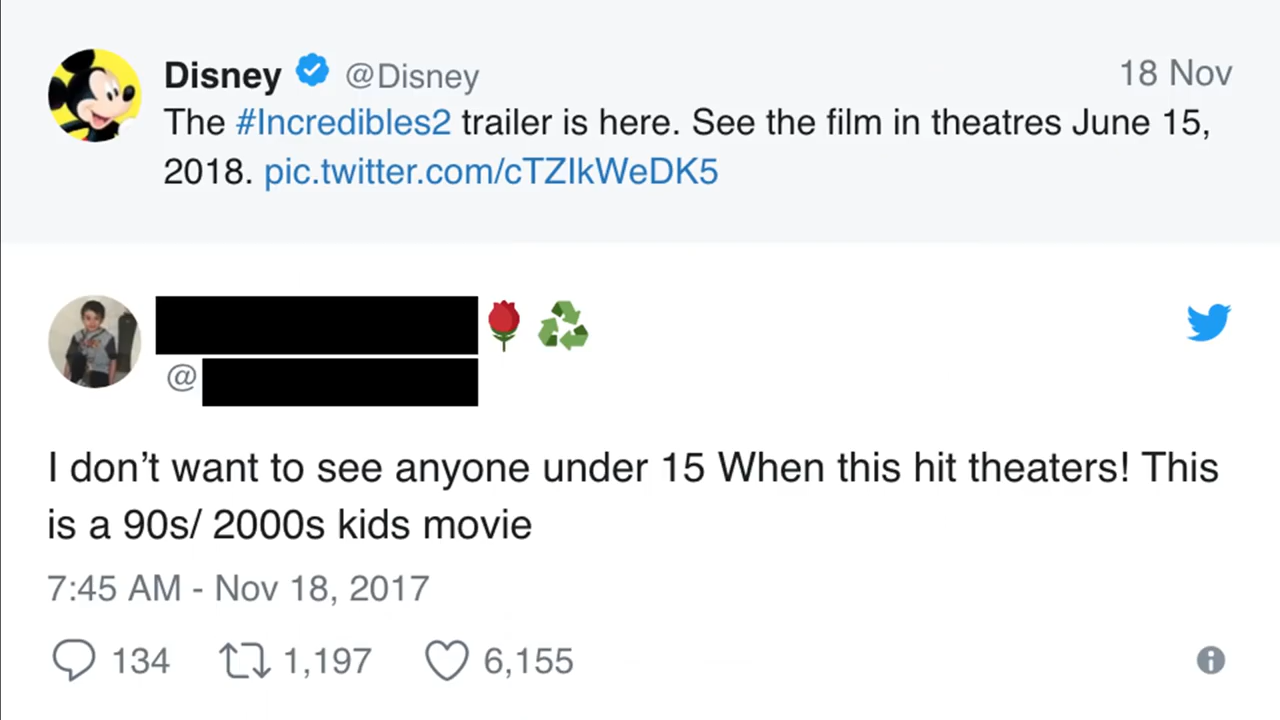 Disney @Disney 18 Nov
The #Incredibles2 trailer is here. See the film in theatres June 15,
2018. pic.twitter.com/cTZIkWeDK5
@
I don’t want to see anyone under 15 When this hit theaters! This
is a 90s/ 2000s kids movie
7:45 AM - Nov 18, 2017
134 1,197 6,155